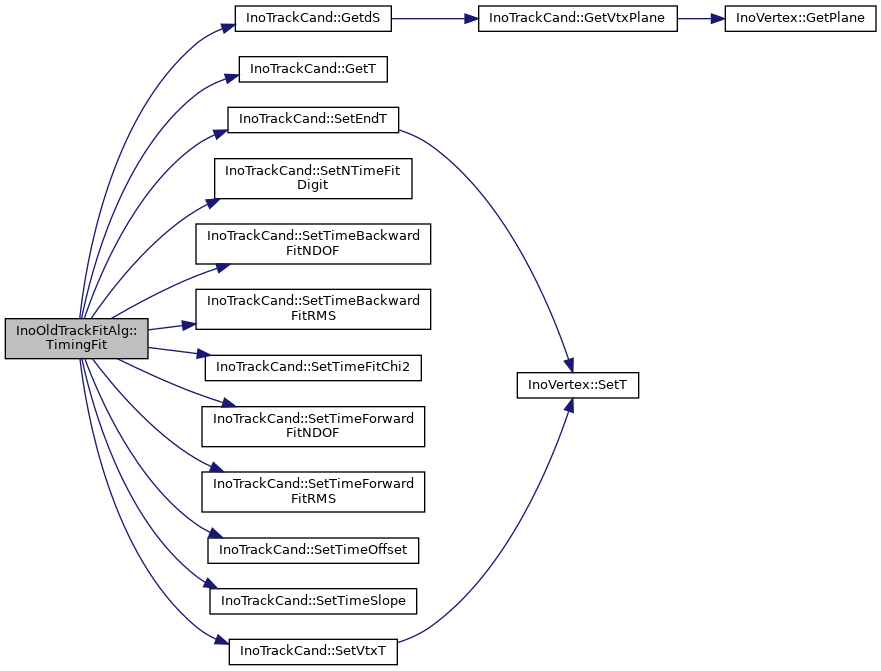 InoTrackCand::GetdS
InoTrackCand::GetVtxPlane
InoVertex::GetPlane
InoTrackCand::GetT
InoTrackCand::SetEndT
InoTrackCand::SetNTimeFit
Digit
InoTrackCand::SetTimeBackward
FitNDOF
InoTrackCand::SetTimeBackward
FitRMS
InoOldTrackFitAlg::
TimingFit
InoTrackCand::SetTimeFitChi2
InoVertex::SetT
InoTrackCand::SetTimeForward
FitNDOF
InoTrackCand::SetTimeForward
FitRMS
InoTrackCand::SetTimeOffset
InoTrackCand::SetTimeSlope
InoTrackCand::SetVtxT